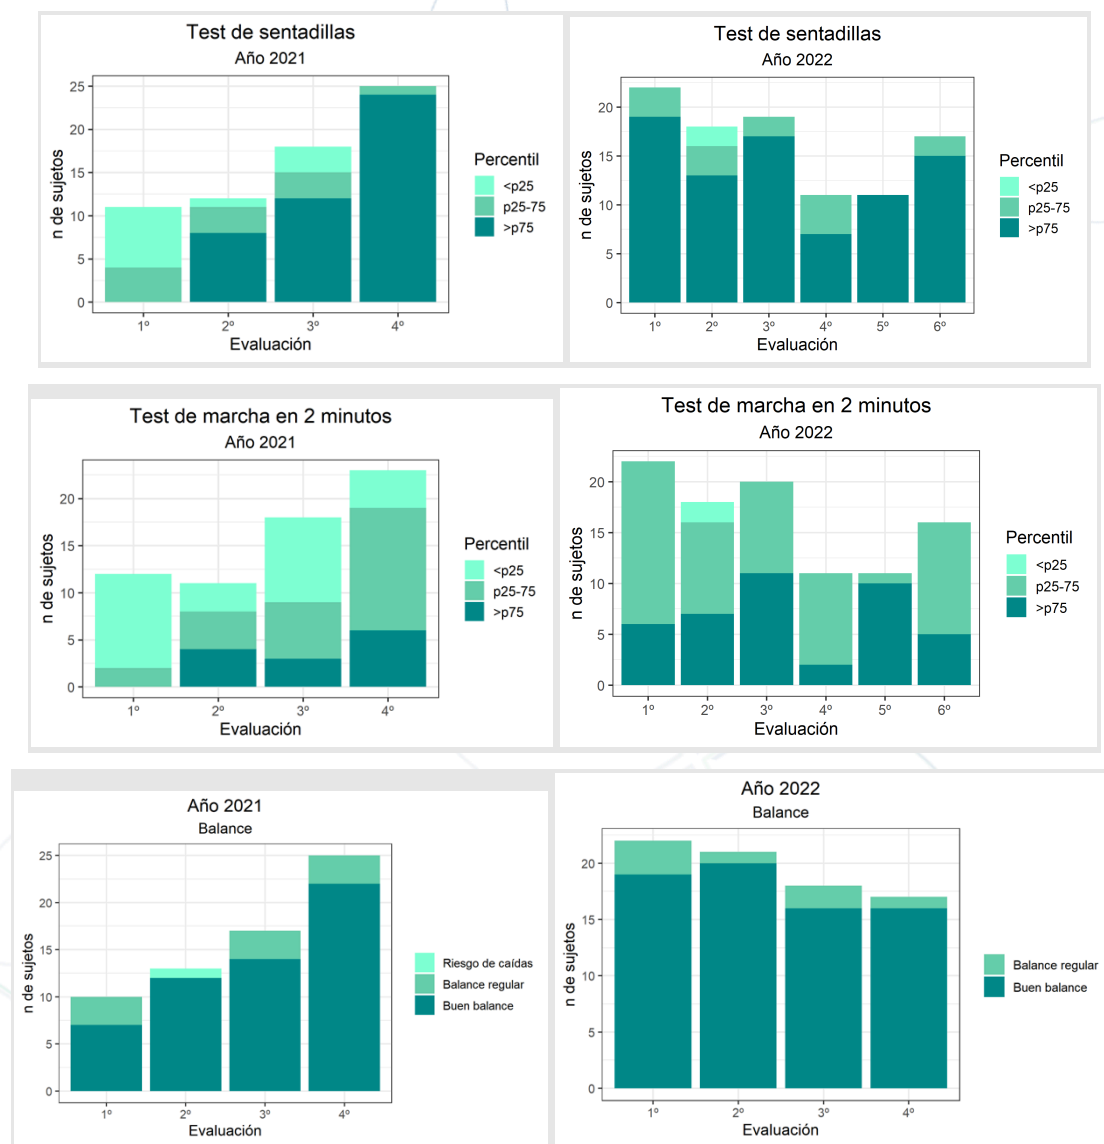 Test de sentadillas
Año 2021
n de sujetos
25
20
15
10
5
0
1º 2º 3º 4º
Evaluación
Percentil
<p25
p25-75
>p75
Test de sentadillas
Año 2022
n de sujetos
20
15
10
5
0
1º 2º 3º 4º 5º 6º
Evaluación
Percentil
<p25
p25-75
>p75
Test de marcha en 2 minutos
Año 2021
n de sujetos
20
15
10
5
0
1º 2º 3º 4º
Evaluación
Percentil
<p25
p25-75
>p75
Test de marcha en 2 minutos
Año 2022
n de sujetos
20
15
10
5
0
1º 2º 3º 4º 5º 6º
Evaluación
Percentil
<p25
p25-75
>p75
Año 2021
Balance
n de sujetos
25
20
15
10
5
0
1º 2º 3º 4º
Evaluación
Riesgo de caídas
Balance regular
Buen balance
Año 2022
Balance
n de sujetos
20
15
10
5
0
1º 2º 3º 4º
Evaluación
Balance regular
Buen balance